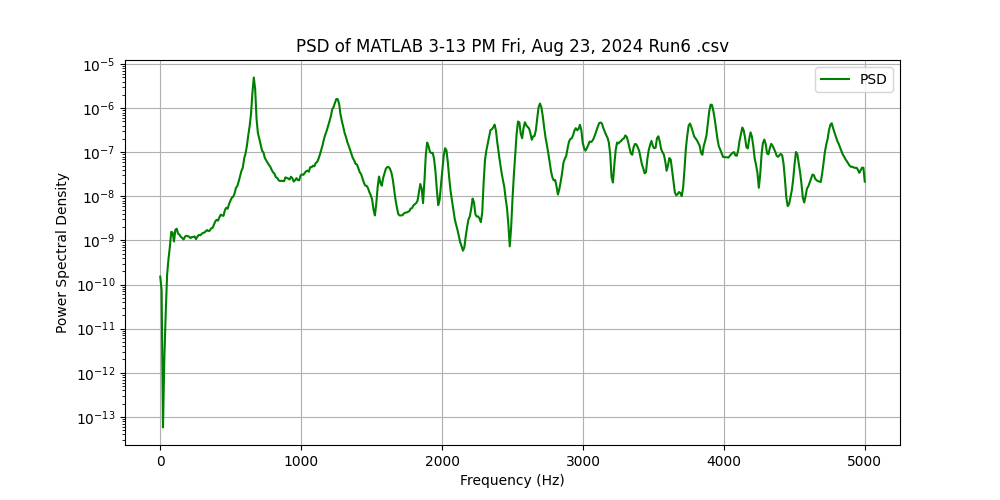 PSD of MATLAB 3-13 PM Fri, Aug 23, 2024 Run6 .csv
PSD
Power Spectral Density
10⁻⁵
10⁻⁶
10⁻⁷
10⁻⁸
10⁻⁹
10⁻¹⁰
10⁻¹¹
10⁻¹²
10⁻¹³
0 1000 2000 3000 4000 5000
Frequency (Hz)